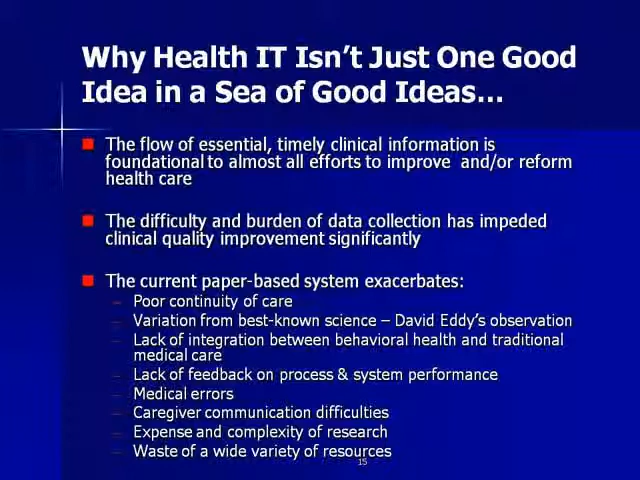 Why Health IT Isn't Just One Good
Idea in a Sea of Good Ideas...
The flow of essential, timely clinical information is
foundational to almost all efforts to improve and/or reform
health care
The difficulty and burden of data collection has impeded
clinical quality improvement significantly
The current paper-based system exacerbates:
– Poor continuity of care
– Variation from best-known science – David Eddy's observation
– Lack of integration between behavioral health and traditional
medical care
– Lack of feedback on process & system performance
– Medical errors
– Caregiver communication difficulties
– Expense and complexity of research
– Waste of a wide variety of resources
15